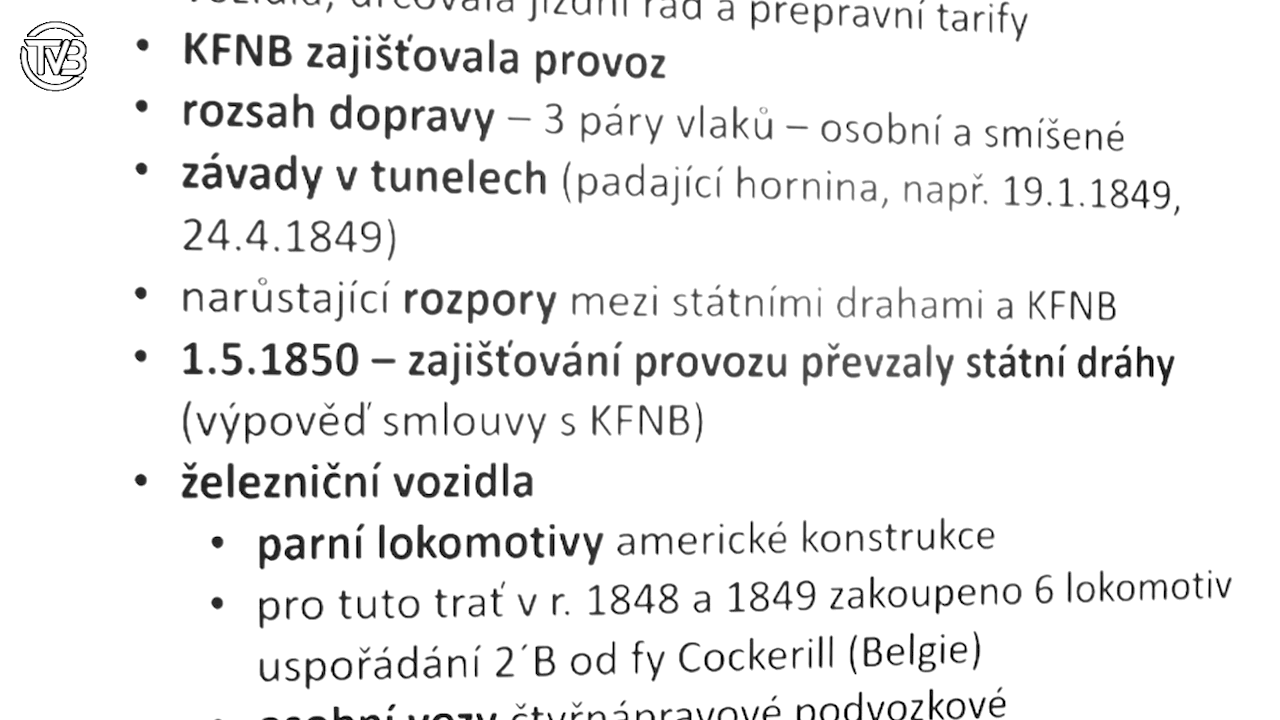 vozidla, určovala jízdní řád a přepravní tarify
TVB
• KFNB zajišťovala provoz
• rozsah dopravy – 3 páry vlaků – osobní a smíšené
• závady v tunelech (padající hornina, např. 19.1.1849,
24.4.1849)
• narůstající rozpory mezi státními drahami a KFNB
• 1.5.1850 – zajišťování provozu převzaly státní dráhy
(výpověď smlouvy s KFNB)
• železniční vozidla
• parní lokomotivy americké konstrukce
• pro tuto trať v r. 1848 a 1849 zakoupeno 6 lokomotiv
uspořádání 2´B od fy Cockerill (Belgie)
• osobní vozy čtyřnápravové podvozkové